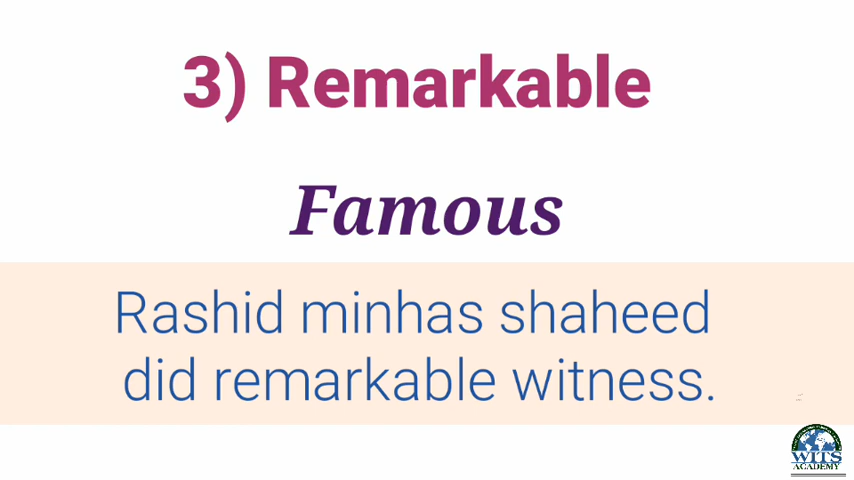 3) Remarkable
Famous
Rashid minhas shaheed
did remarkable witness.
WITS
ACADEMY